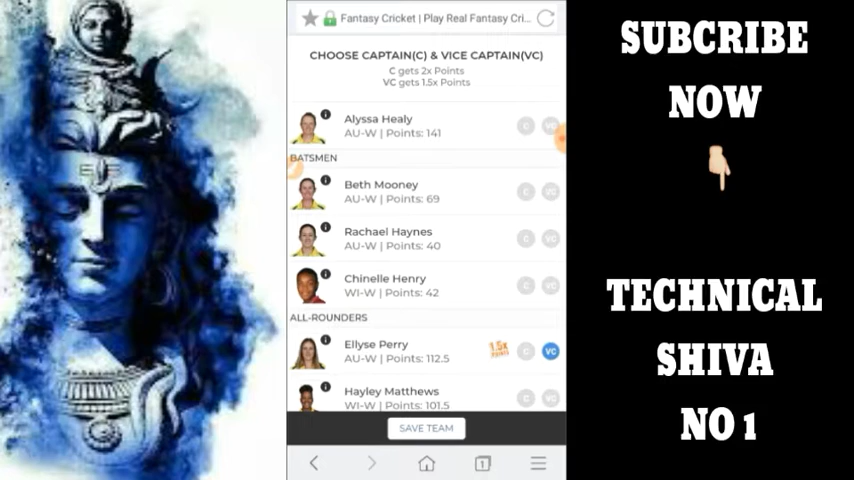 Fantasy Cricket | Play Real Fantasy Cri...
CHOOSE CAPTAIN(C) & VICE CAPTAIN(VC)
C gets 2x Points
VC gets 1.5x Points
Alyssa Healy
AU-W | Points: 141
C VC
BATSMEN
Beth Mooney
AU-W | Points: 69
C VC
Rachael Haynes
AU-W | Points: 40
C VC
Chinelle Henry
WI-W | Points: 42
C VC
ALL-ROUNDERS
Ellyse Perry
AU-W | Points: 112.5
1.5x
POINTS
C VC
Hayley Matthews
WI-W | Points: 101.5
C VC
SAVE TEAM
1
SUBCRIBE
NOW
TECHNICAL
SHIVA
NO 1